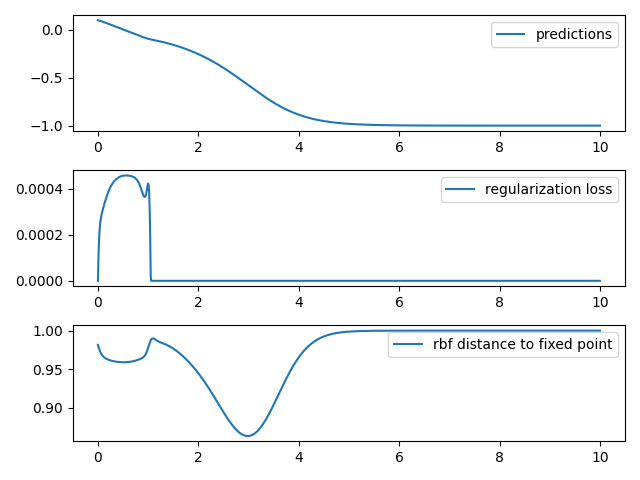 0.0
−0.5
−1.0
predictions
0 2 4 6 8 10
0.0004
0.0002
0.0000
regularization loss
0 2 4 6 8 10
1.00
0.95
0.90
rbf distance to fixed point
0 2 4 6 8 10